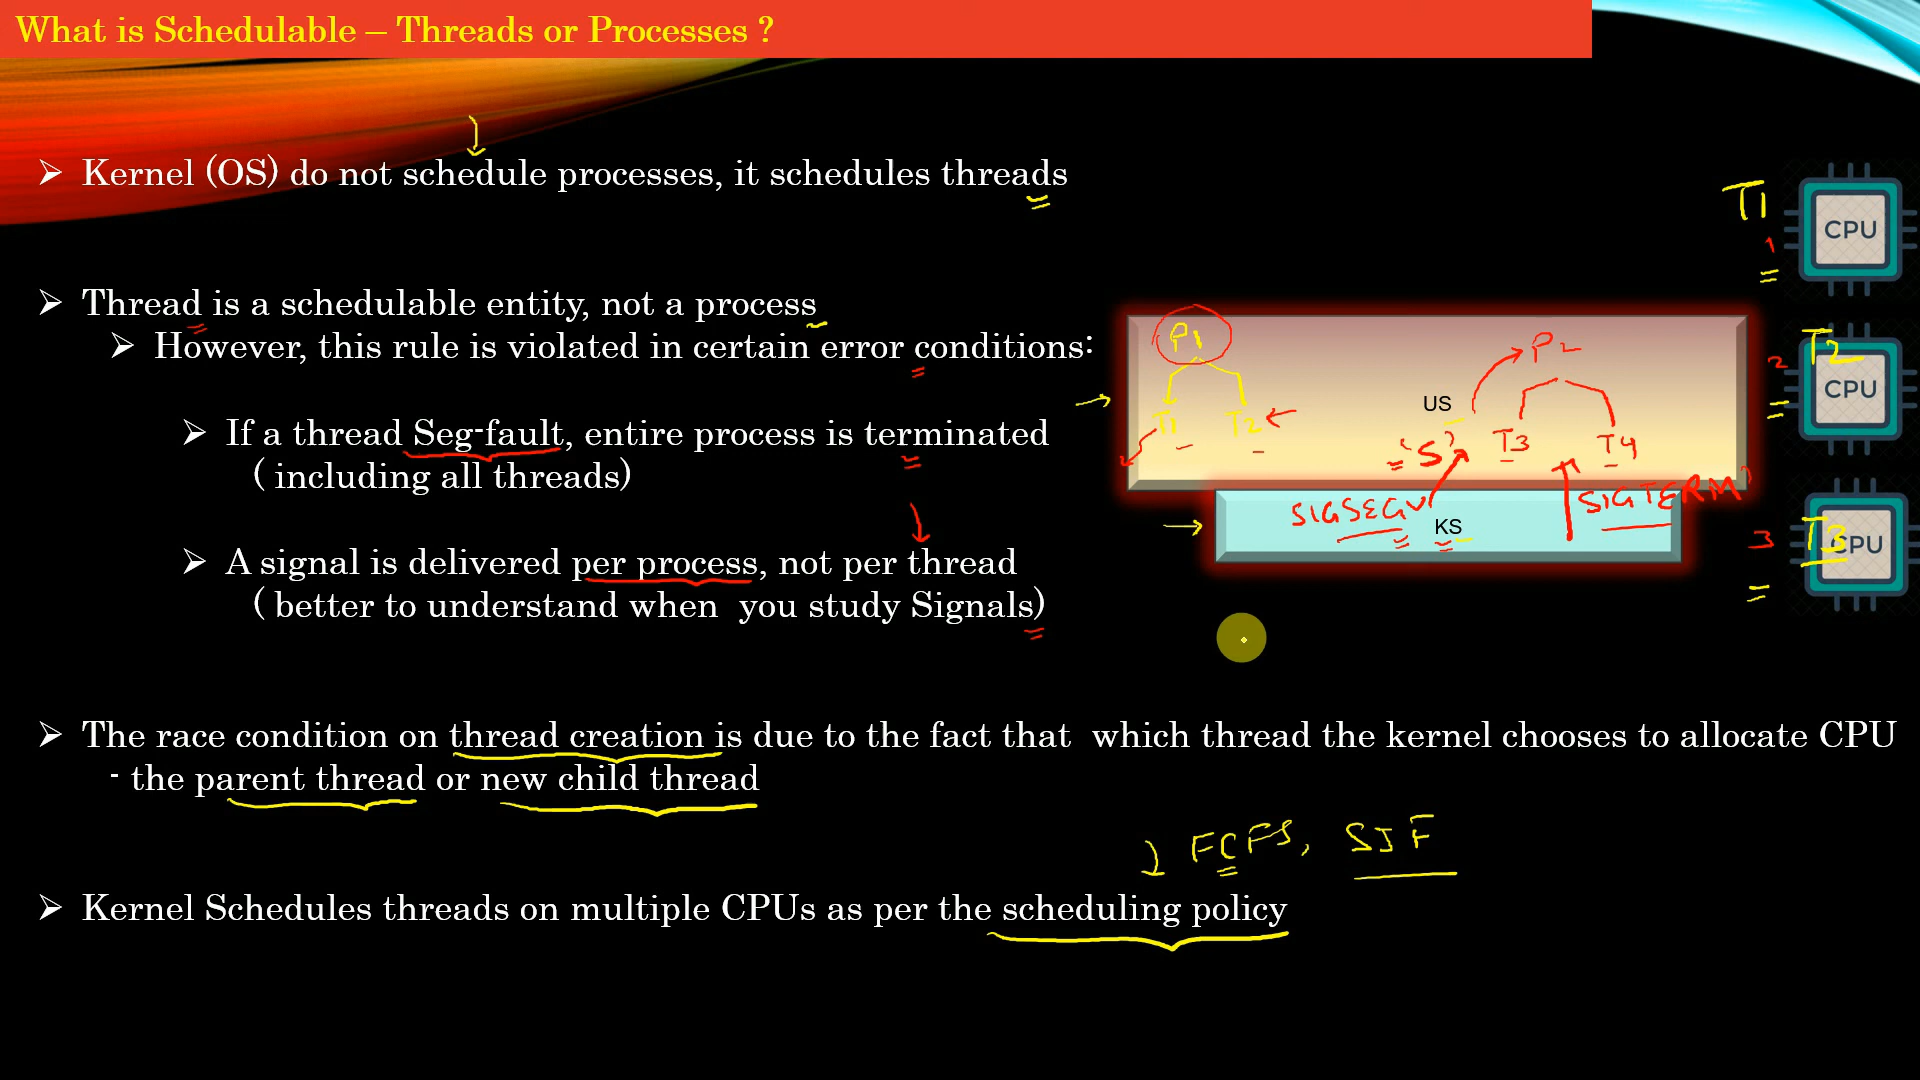 What is Schedulable – Threads or Processes ?
➢ Kernel (OS) do not schedule processes, it schedules threads
➢ Thread is a schedulable entity, not a process
➢ However, this rule is violated in certain error conditions:
➢ If a thread Seg-fault, entire process is terminated
( including all threads)
➢ A signal is delivered per process, not per thread
( better to understand when you study Signals)
➢ The race condition on thread creation is due to the fact that which thread the kernel chooses to allocate CPU
- the parent thread or new child thread
FCFS, SJF
➢ Kernel Schedules threads on multiple CPUs as per the scheduling policy
P1
T1 T2
US
P2
T3 T4
'S'
SIGSEGV
SIGTERM
KS
T1
1
CPU
T2
2
CPU
T3
3
CPU